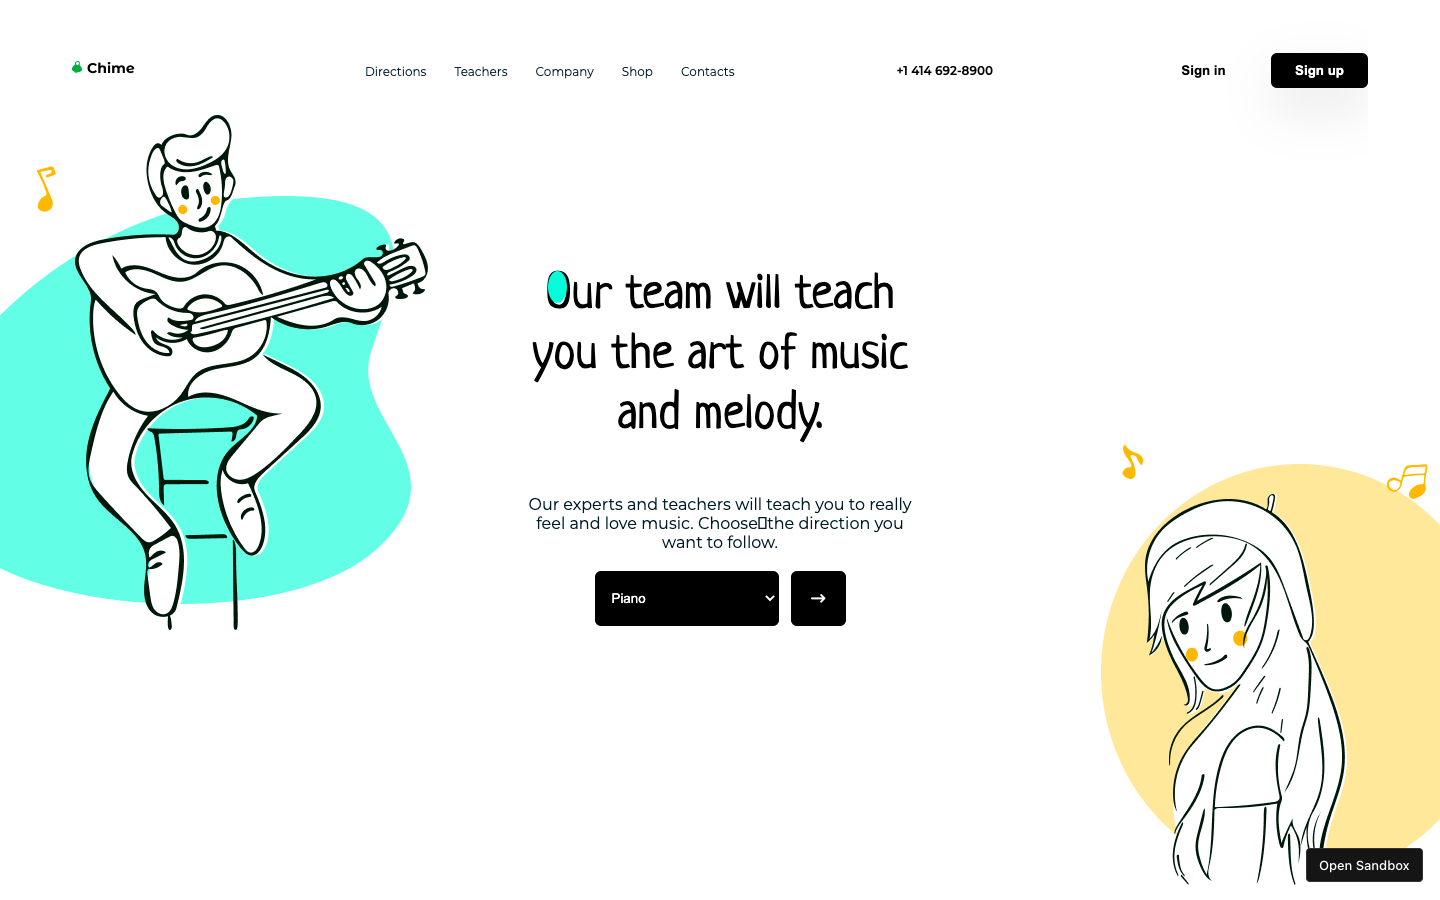 Chime
Directions
Teachers
Company
Shop
Contacts
+1 414 692-8900
Sign in
Sign up
Our team will teach
you the art of music
and melody.
Our experts and teachers will teach you to really
feel and love music. Choose▯the direction you
want to follow.
Piano
→
Open Sandbox